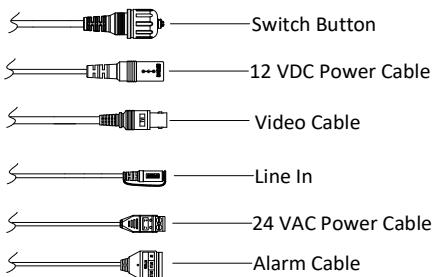 Switch Button
12 VDC Power Cable
Video Cable
Line In
24 VAC Power Cable
Alarm Cable